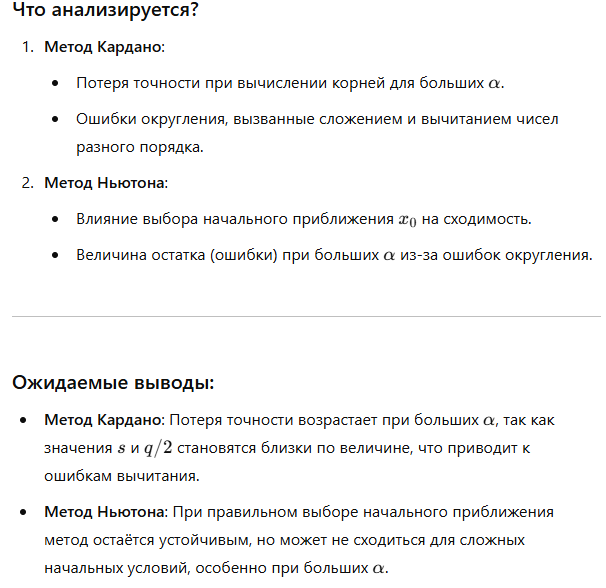 Что анализируется?
1. Метод Кардано:
• Потеря точности при вычислении корней для больших α.
• Ошибки округления, вызванные сложением и вычитанием чисел
разного порядка.
2. Метод Ньютона:
• Влияние выбора начального приближения x₀ на сходимость.
• Величина остатка (ошибки) при больших α из-за ошибок округления.
Ожидаемые выводы:
• Метод Кардано: Потеря точности возрастает при больших α, так как
значения s и q/2 становятся близки по величине, что приводит к
ошибкам вычитания.
• Метод Ньютона: При правильном выборе начального приближения
метод остаётся устойчивым, но может не сходиться для сложных
начальных условий, особенно при больших α.